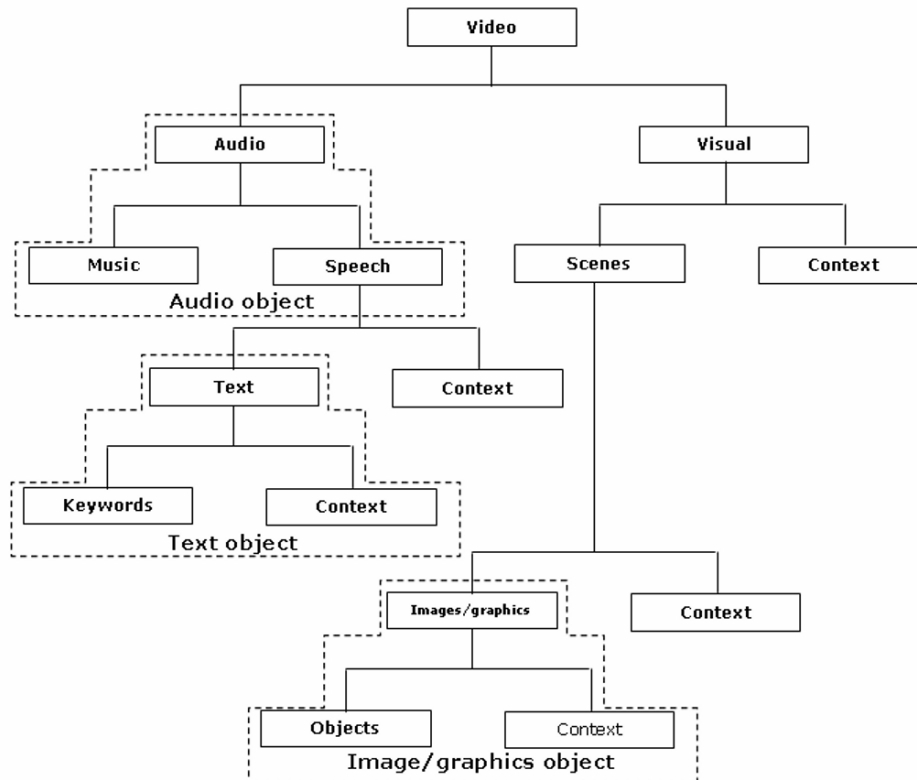 Video
Audio
Visual
Music
Speech
Scenes
Context
Audio object
Text
Context
Keywords
Context
Text object
Images/graphics
Context
Objects
Context
Image/graphics object